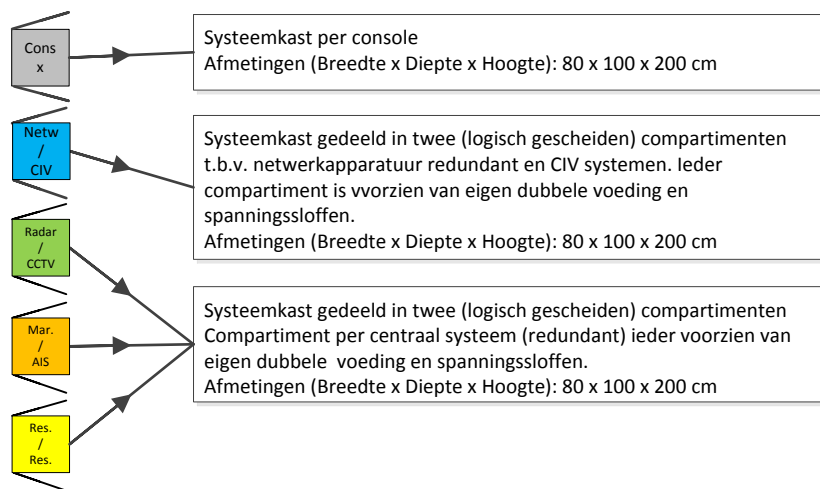 Cons
x
Systeemkast per console
Afmetingen (Breedte x Diepte x Hoogte): 80 x 100 x 200 cm
Netw
/
CIV
Systeemkast gedeeld in twee (logisch gescheiden) compartimenten
t.b.v. netwerkapparatuur redundant en CIV systemen. Ieder
compartiment is vvorzien van eigen dubbele voeding en
spanningssloffen.
Afmetingen (Breedte x Diepte x Hoogte): 80 x 100 x 200 cm
Radar
/
CCTV
Mar.
/
AIS
Res.
/
Res.
Systeemkast gedeeld in twee (logisch gescheiden) compartimenten
Compartiment per centraal systeem (redundant) ieder voorzien van
eigen dubbele  voeding en spanningssloffen.
Afmetingen (Breedte x Diepte x Hoogte): 80 x 100 x 200 cm